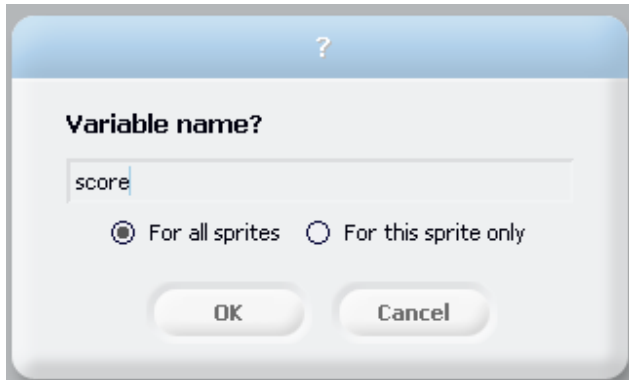 ?
Variable name?
score
For all sprites For this sprite only
OK Cancel